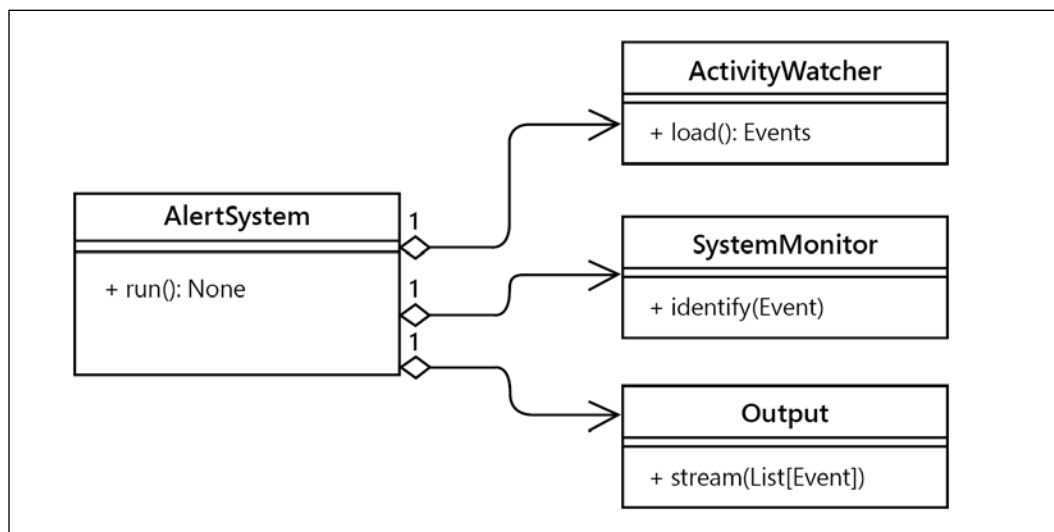 AlertSystem
+ run(): None
1
1
1
ActivityWatcher
+ load(): Events
SystemMonitor
+ identify(Event)
Output
+ stream(List[Event])